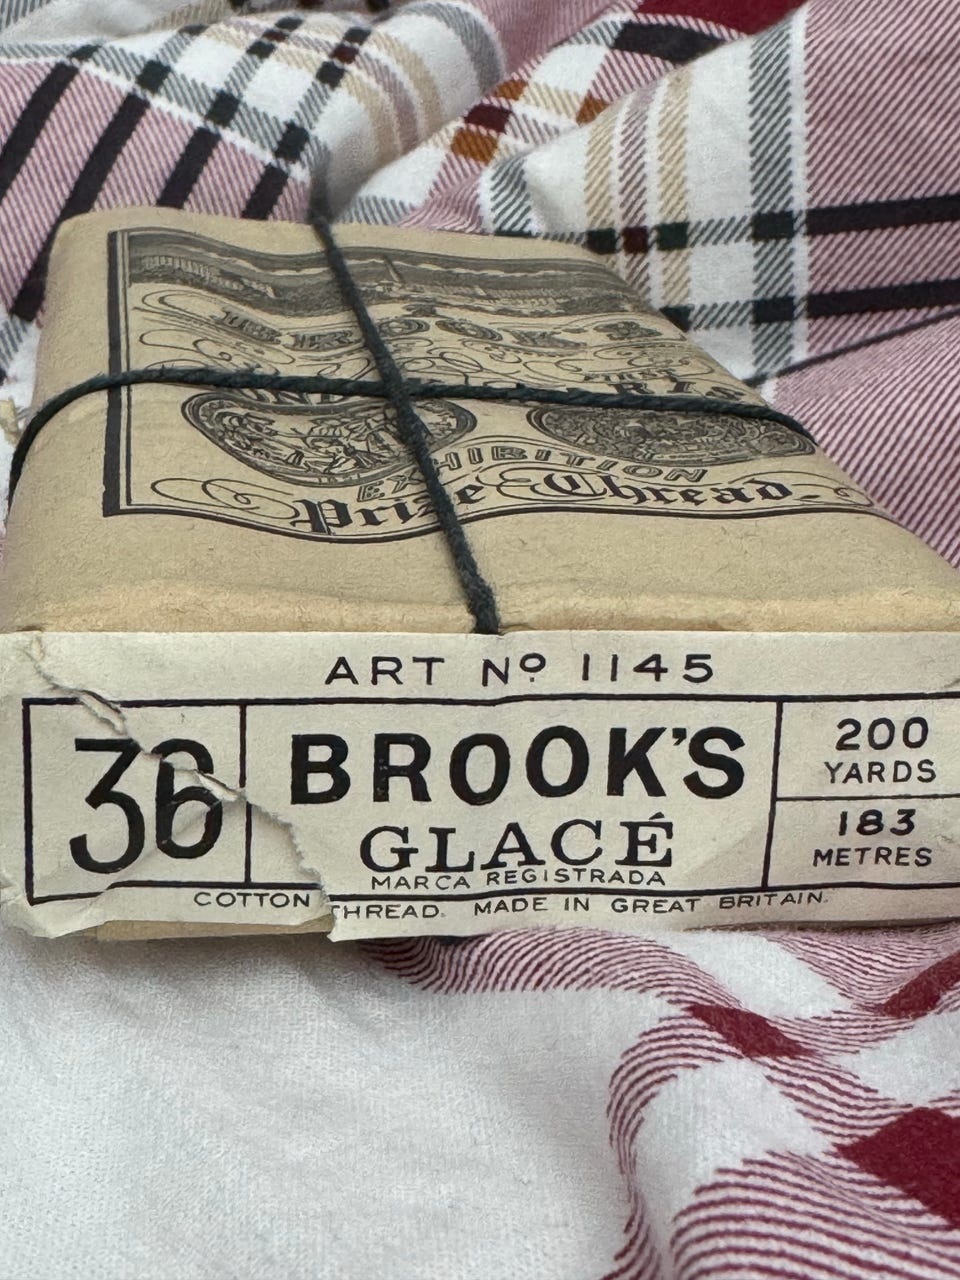 BROOK'S
EXHIBITION
Prize Thread
ART Nº 1145
36
BROOK'S
GLACÉ
MARCA REGISTRADA
200
YARDS
183
METRES
COTTON THREAD. MADE IN GREAT BRITAIN.